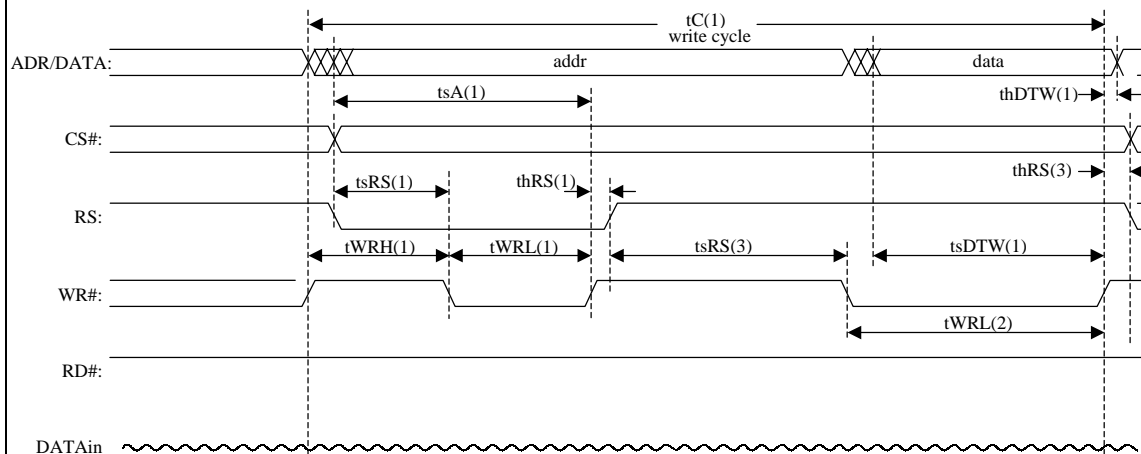 tC(1)
write cycle
ADR/DATA:
addr
data
tsA(1)
thDTW(1)
CS#:
tsRS(1)
thRS(1)
thRS(3)
RS:
tWRH(1)
tWRL(1)
tsRS(3)
tsDTW(1)
WR#:
tWRL(2)
RD#:
DATAin